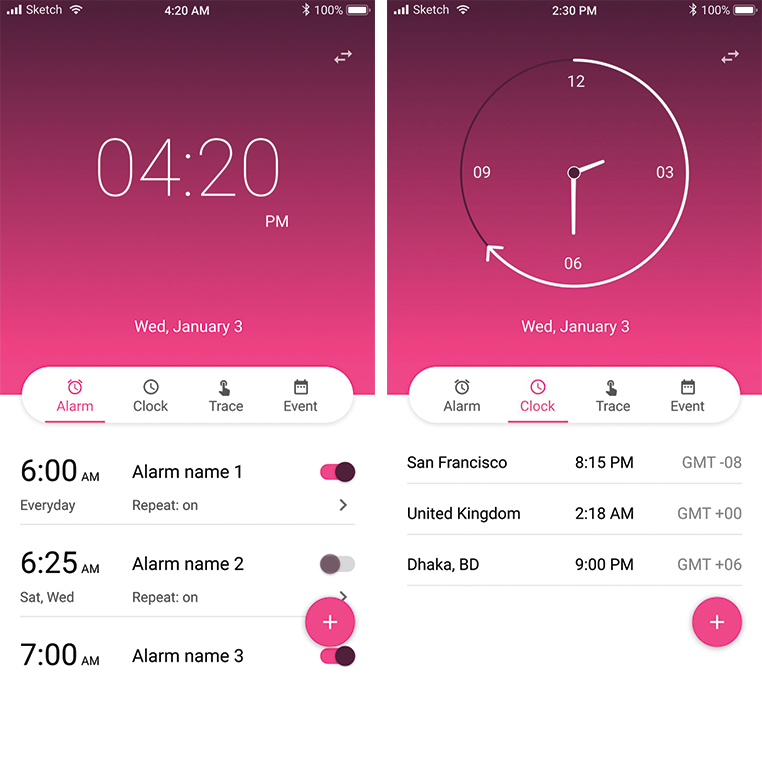 Sketch 4:20 AM 100%
04:20
PM
Wed, January 3
Alarm Clock Trace Event
6:00 AM Alarm name 1
Everyday Repeat: on
6:25 AM Alarm name 2
Sat, Wed Repeat: on
+
7:00 AM Alarm name 3
Sketch 2:30 PM 100%
12
09 03
06
Wed, January 3
Alarm Clock Trace Event
San Francisco 8:15 PM GMT -08
United Kingdom 2:18 AM GMT +00
Dhaka, BD 9:00 PM GMT +06
+